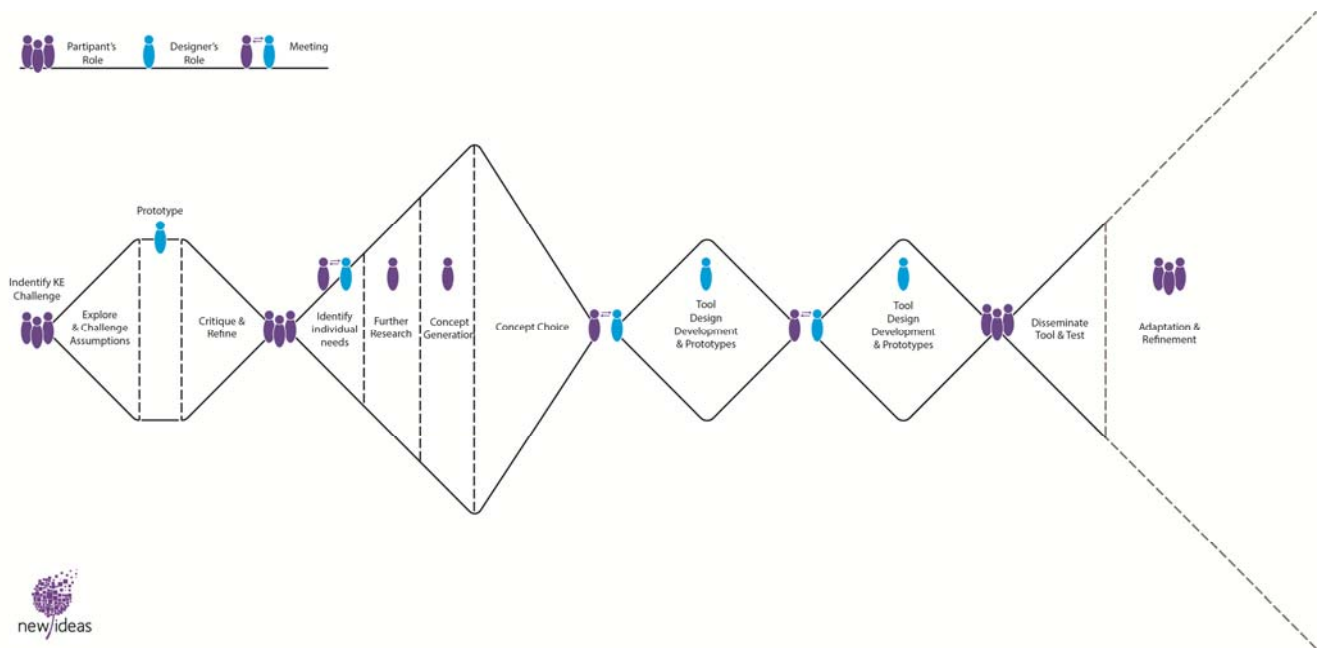 Partipant's
Role
Designer's
Role
Meeting
Prototype
Indentify KE
Challenge
Explore
& Challenge
Assumptions
Critique &
Refine
Identify
individual
needs
Further
Research
Concept
Generation
Concept Choice
Tool
Design
Development
& Prototypes
Tool
Design
Development
& Prototypes
Disseminate
Tool & Test
Adaptation &
Refinement
new/ideas